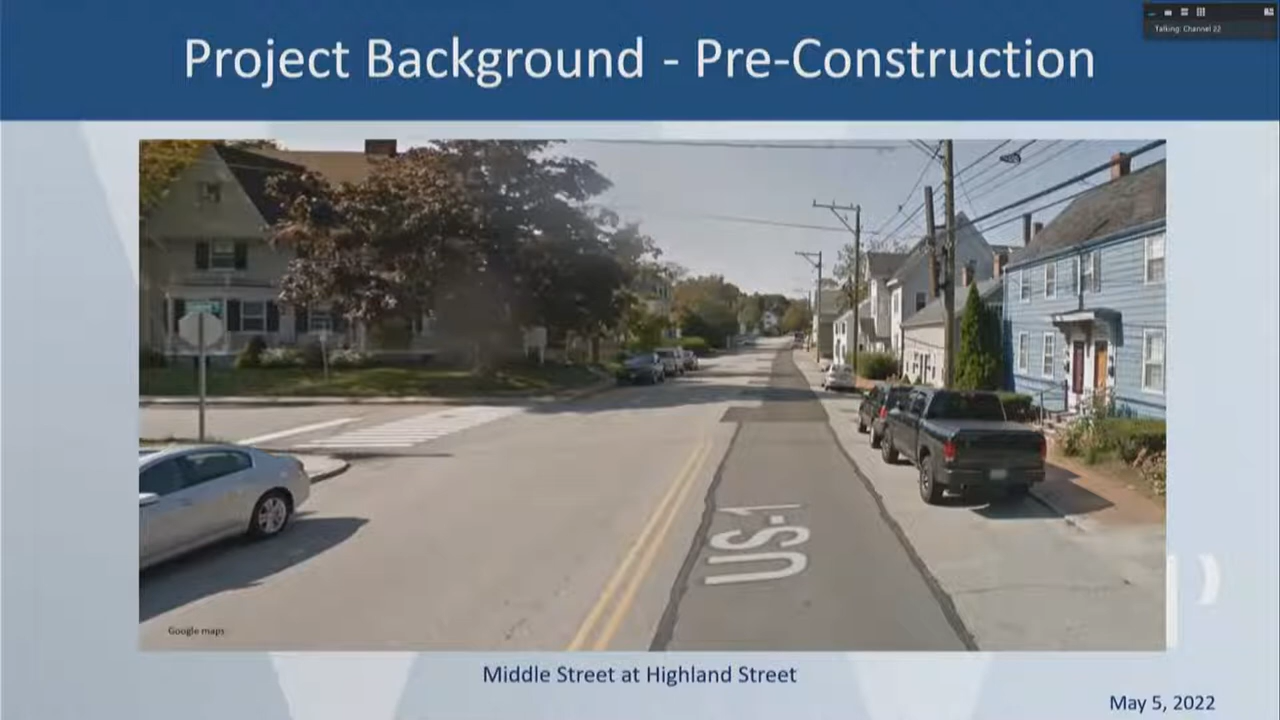 Talking: Channel 22
Project Background - Pre-Construction
US-1
Google maps
Middle Street at Highland Street
May 5, 2022